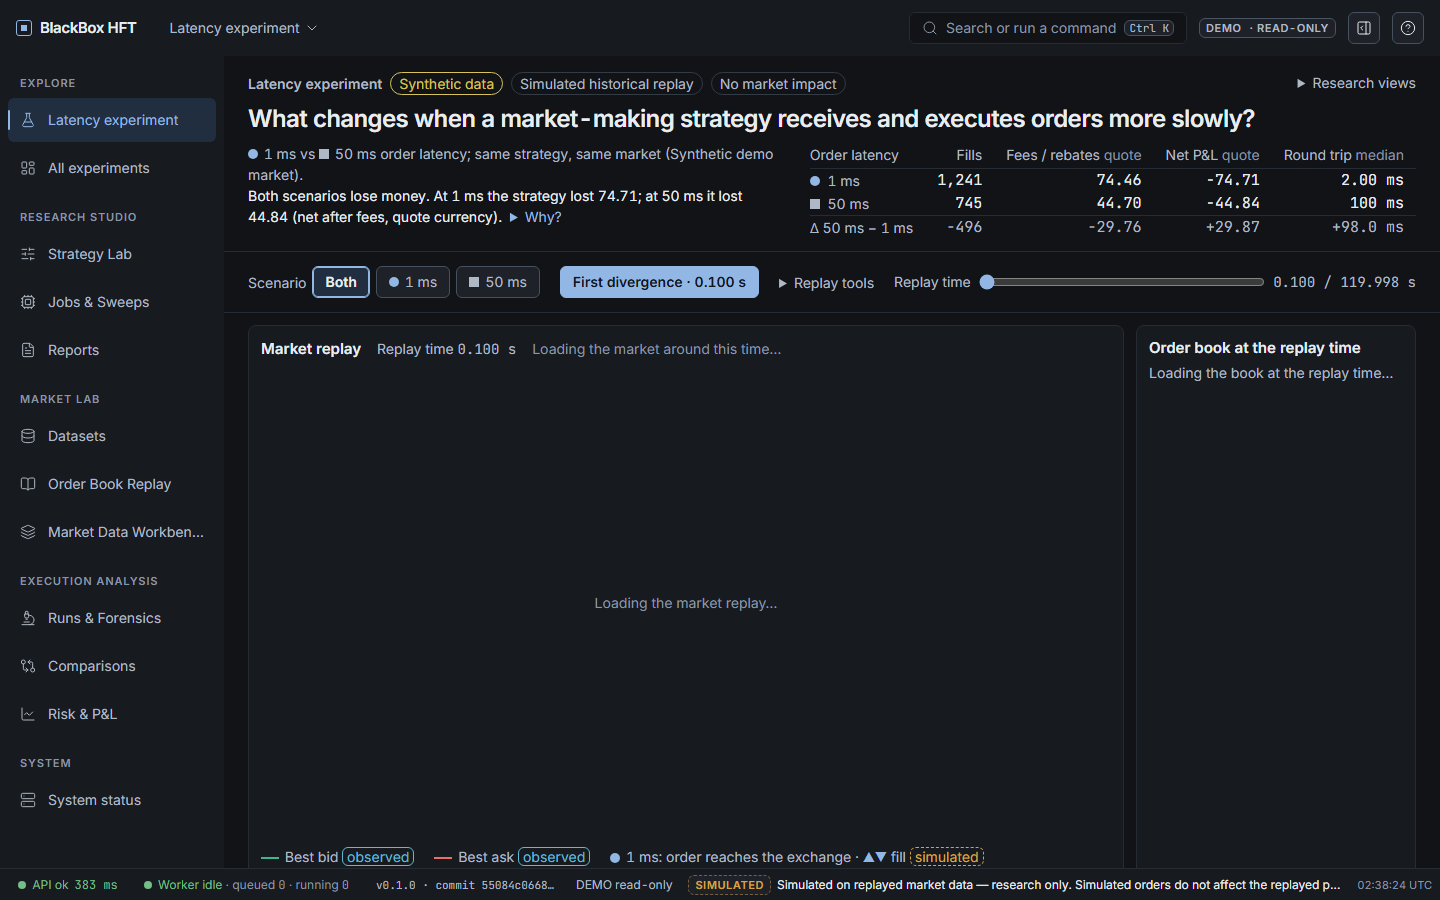 BlackBox HFT
Latency experiment
Search or run a command Ctrl K
DEMO · READ-ONLY
EXPLORE
Latency experiment
All experiments
RESEARCH STUDIO
Strategy Lab
Jobs & Sweeps
Reports
MARKET LAB
Datasets
Order Book Replay
Market Data Workben...
EXECUTION ANALYSIS
Runs & Forensics
Comparisons
Risk & P&L
SYSTEM
System status
Latency experiment Synthetic data Simulated historical replay No market impact
▶ Research views
What changes when a market-making strategy receives and executes orders more slowly?
1 ms vs 50 ms order latency; same strategy, same market (Synthetic demo
market).
Both scenarios lose money. At 1 ms the strategy lost 74.71; at 50 ms it lost
44.84 (net after fees, quote currency). ▶ Why?
Order latency Fills Fees / rebates quote Net P&L quote Round trip median
1 ms 1,241 74.46 -74.71 2.00 ms
50 ms 745 44.70 -44.84 100 ms
Δ 50 ms − 1 ms -496 -29.76 +29.87 +98.0 ms
Scenario Both 1 ms 50 ms First divergence · 0.100 s ▶ Replay tools Replay time 0.100 / 119.998 s
Market replay Replay time 0.100 s Loading the market around this time...
Loading the market replay...
Best bid observed Best ask observed 1 ms: order reaches the exchange · ▲▼ fill simulated
Order book at the replay time
Loading the book at the replay time...
API ok 383 ms Worker idle · queued 0 · running 0 v0.1.0 · commit 55084c0668... DEMO read-only SIMULATED Simulated on replayed market data — research only. Simulated orders do not affect the replayed p... 02:38:24 UTC